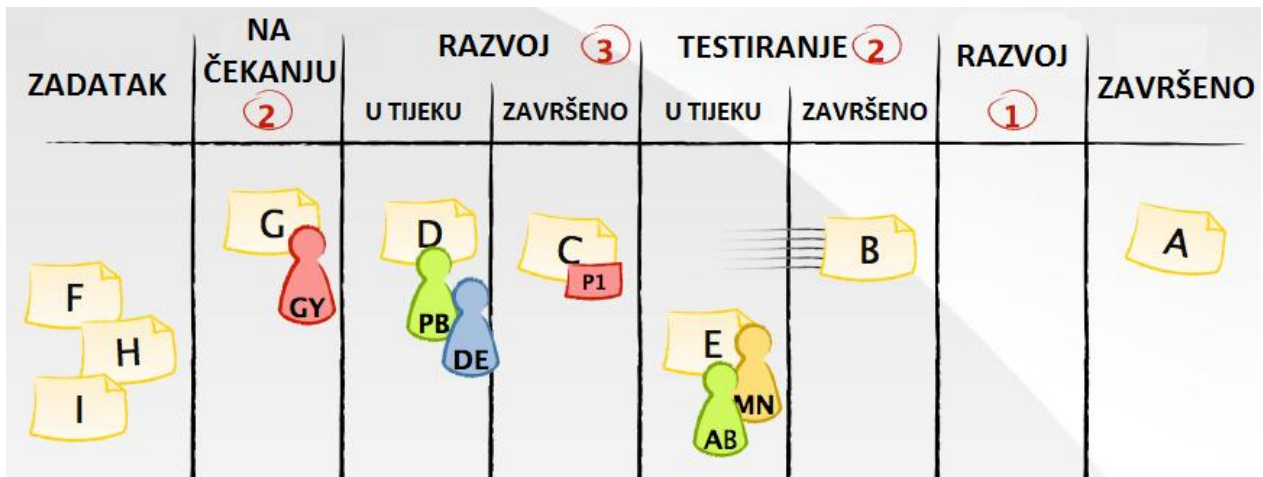 ZADATAK
NA
ČEKANJU
2
RAZVOJ 3
U TIJEKU
ZAVRŠENO
TESTIRANJE 2
U TIJEKU
ZAVRŠENO
RAZVOJ
1
ZAVRŠENO
F
H
I
G
GY
D
PB
DE
C
P1
E
MN
AB
B
A